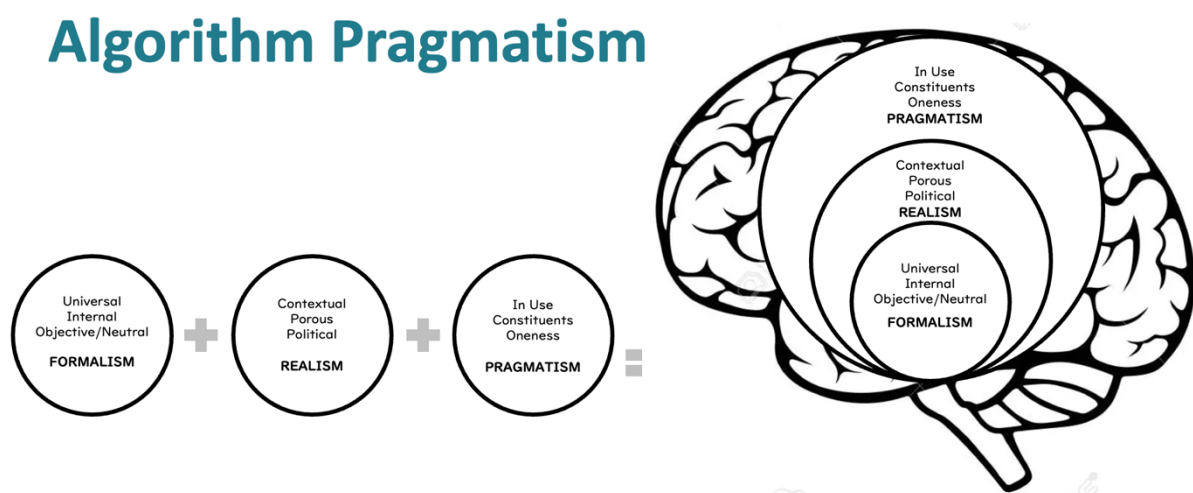 Algorithm Pragmatism
Universal
Internal
Objective/Neutral
FORMALISM
Contextual
Porous
Political
REALISM
In Use
Constituents
Oneness
PRAGMATISM
In Use
Constituents
Oneness
PRAGMATISM
Contextual
Porous
Political
REALISM
Universal
Internal
Objective/Neutral
FORMALISM